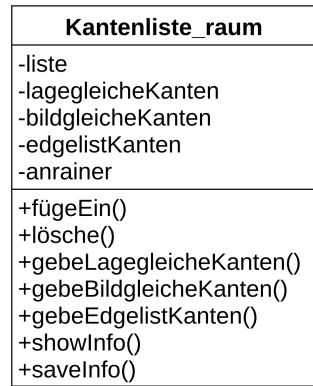 Kantenliste_raum
-liste
-lagegleicheKanten
-bildgleicheKanten
-edgelistKanten
-anrainer
+fügeEin()
+lösche()
+gebeLagegleicheKanten()
+gebeBildgleicheKanten()
+gebeEdgelistKanten()
+showInfo()
+saveInfo()